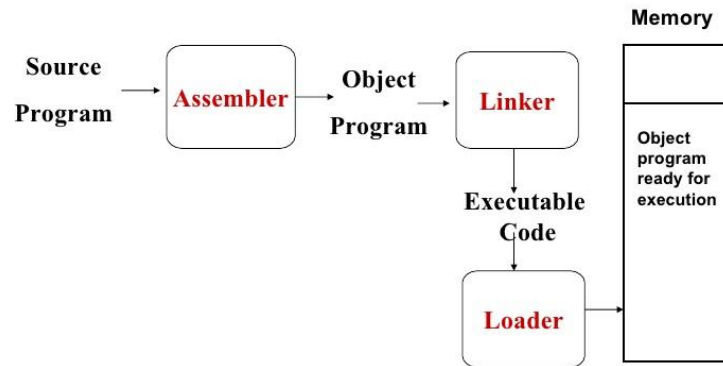 Memory
Source
Program
Assembler
Object
Program
Linker
Object
program
ready for
execution
Executable
Code
Loader